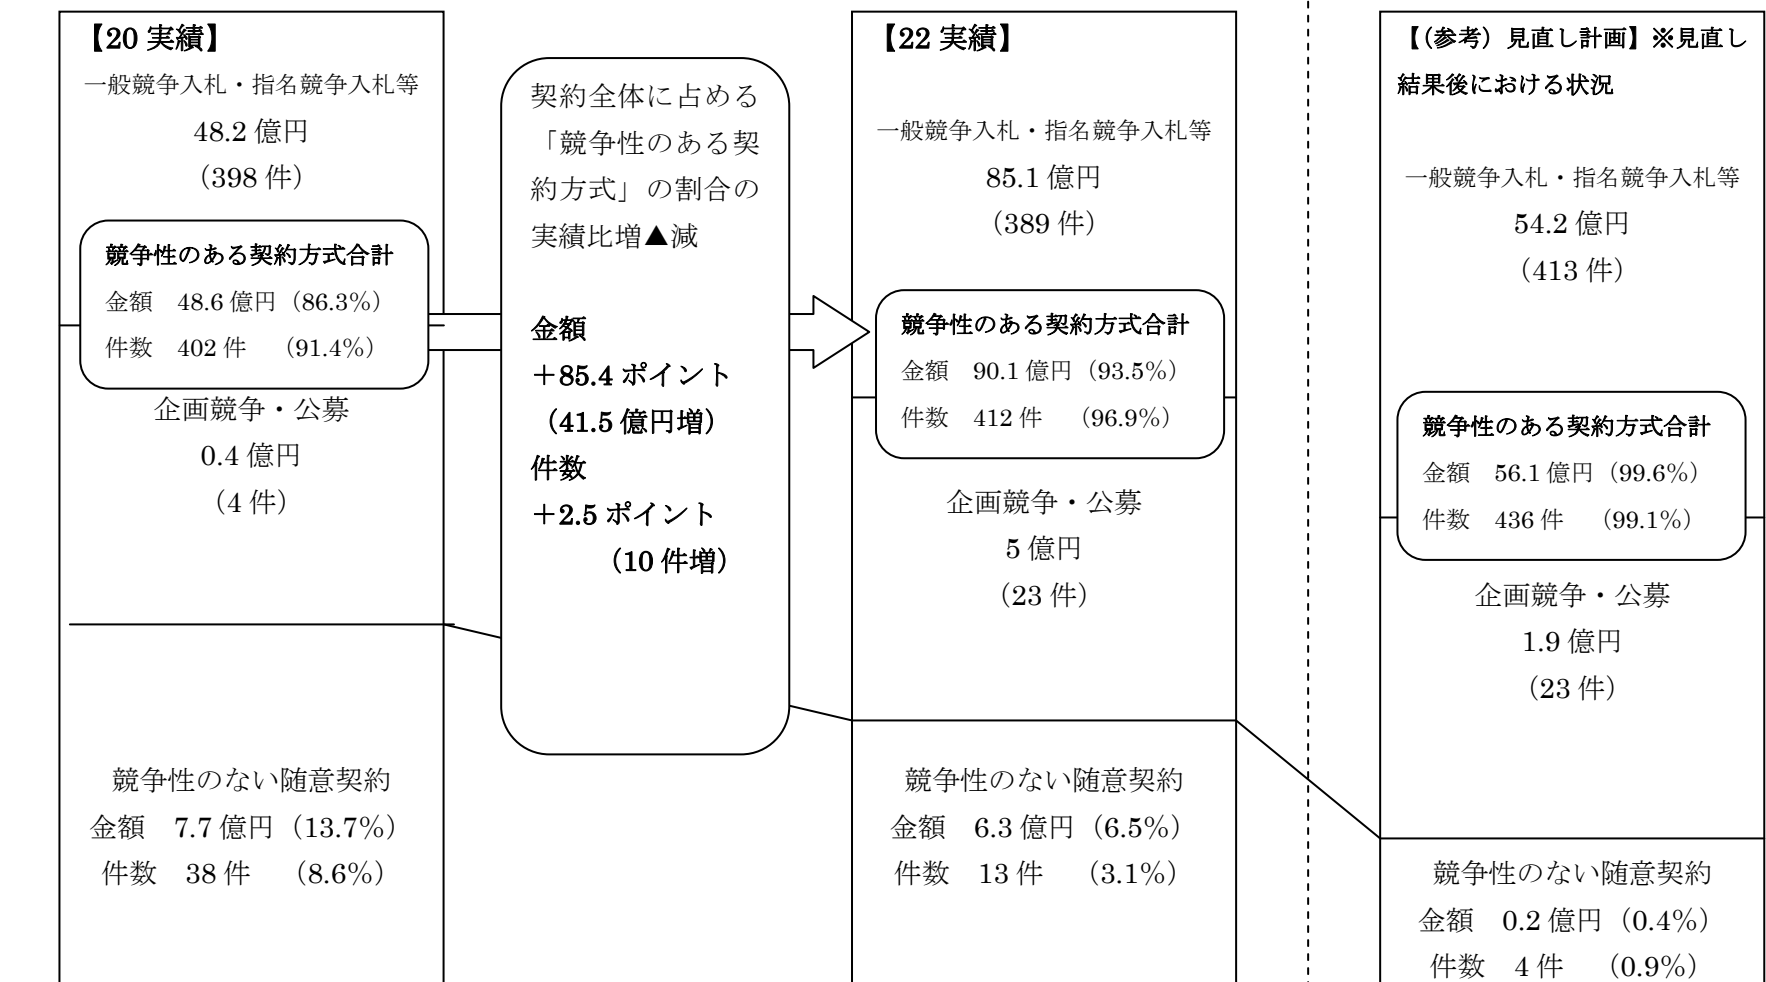 【20 実績】
一般競争入札・指名競争入札等
48.2 億円
（398 件）
競争性のある契約方式合計
金額　48.6 億円（86.3%）
件数　402 件　（91.4%）
企画競争・公募
0.4 億円
（4 件）
競争性のない随意契約
金額　7.7 億円（13.7%）
件数　38 件　（8.6%）
契約全体に占める
「競争性のある契
約方式」の割合の
実績比増▲減
金額
＋85.4 ポイント
（41.5 億円増）
件数
＋2.5 ポイント
（10 件増）
【22 実績】
一般競争入札・指名競争入札等
85.1 億円
（389 件）
競争性のある契約方式合計
金額　90.1 億円（93.5%）
件数　412 件　（96.9%）
企画競争・公募
5 億円
（23 件）
競争性のない随意契約
金額　6.3 億円（6.5%）
件数　13 件　（3.1%）
【（参考）見直し計画】※見直し
結果後における状況
一般競争入札・指名競争入札等
54.2 億円
（413 件）
競争性のある契約方式合計
金額　56.1 億円（99.6%）
件数　436 件　（99.1%）
企画競争・公募
1.9 億円
（23 件）
競争性のない随意契約
金額　0.2 億円（0.4%）
件数　4 件　（0.9%）